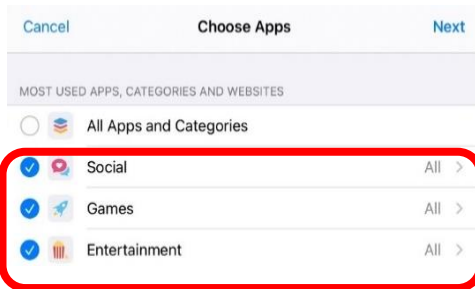 Cancel Choose Apps Next
MOST USED APPS, CATEGORIES AND WEBSITES
All Apps and Categories
Social All
Games All
Entertainment All